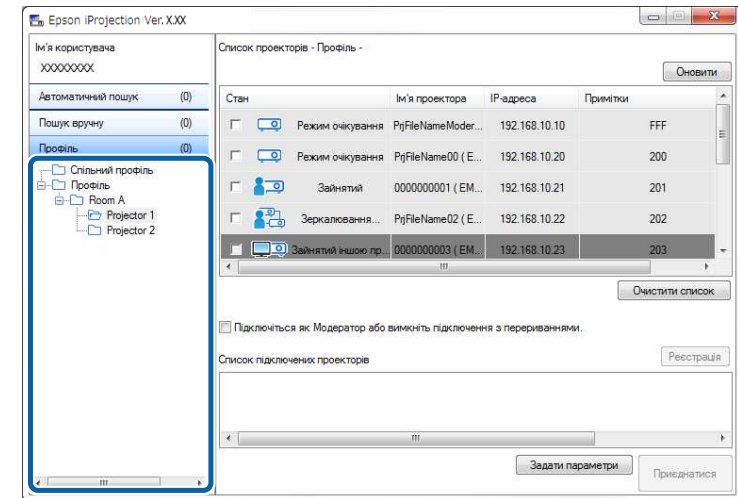 Epson iProjection Ver. X.XX
Ім'я користувача
XXXXXXXX
Автоматичний пошук (0)
Пошук вручну (0)
Профіль (0)
Спільний профіль
Профіль
Room A
Projector 1
Projector 2
Список проекторів - Профіль -
Оновити
Стан Ім'я проектора IP-адреса Примітки
Режим очікування PrjFileNameModer... 192.168.10.10 FFF
Режим очікування PrjFileName00 ( E... 192.168.10.20 200
Зайнятий 0000000001 ( EM... 192.168.10.21 201
Зеркалювання... PrjFileName02 ( E... 192.168.10.22 202
Зайнятий іншою пр... 0000000003 ( EM... 192.168.10.23 203
Очистити список
Підключіться як Модератор або вимкніть підключення з перериваннями.
Список підключених проекторів
Реєстрація
Задати параметри
Приєднатися